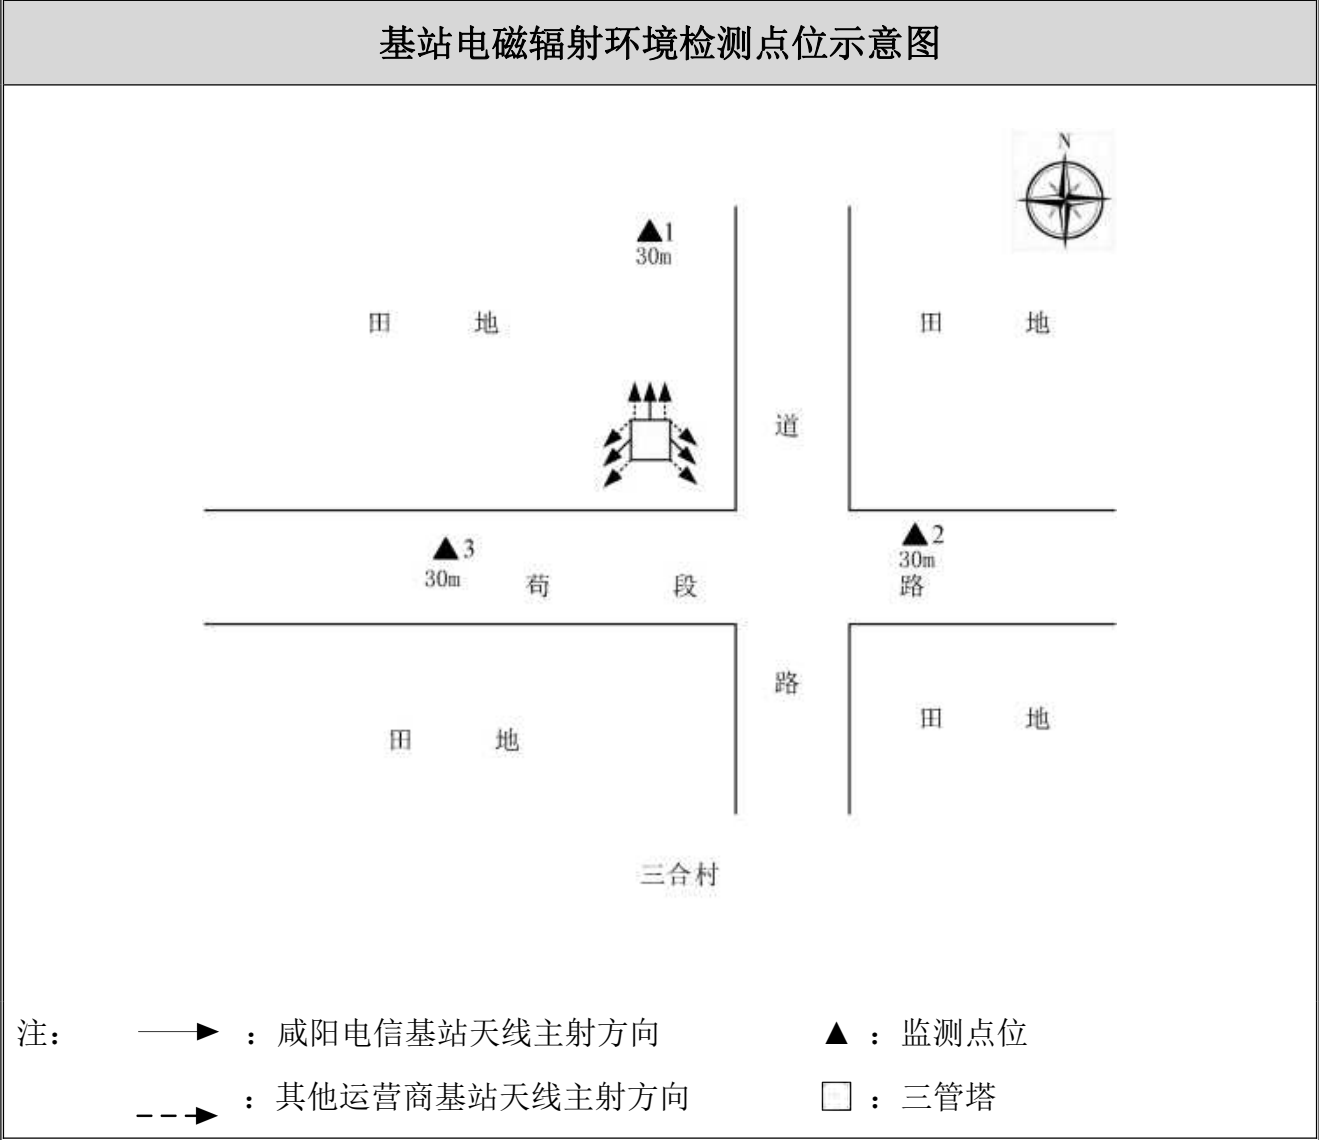 基站电磁辐射环境检测点位示意图
N
▲1
30m
田 地
田 地
道
▲3
30m
▲2
30m
荀 段 路
路
田 地
田 地
三合村
注：
：咸阳电信基站天线主射方向
▲：监测点位
：其他运营商基站天线主射方向
：三管塔